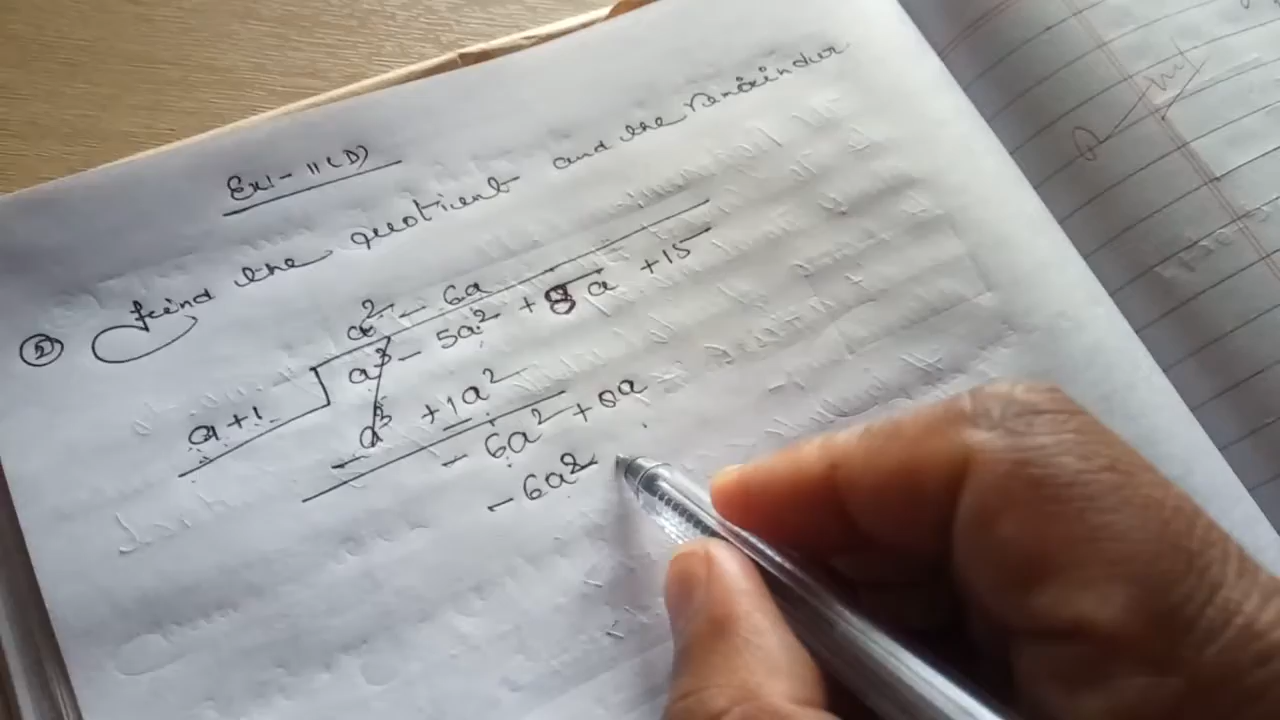 Ex:- 11(D)
② find the quotient and the remainder
a² - 6a
a+1 a³ - 5a² + 8a + 15
- a³ + 1a²
- 6a² + 8a
- 6a²